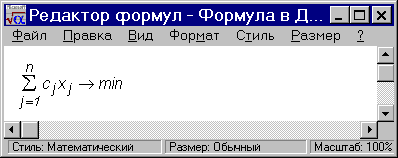 √α Редактор формул - Формула в Д...
Файл Правка Вид Формат Стиль Размер ?
n
∑ c_j x_j → min
j=1
Стиль: Математический Размер: Обычный Масштаб: 100%